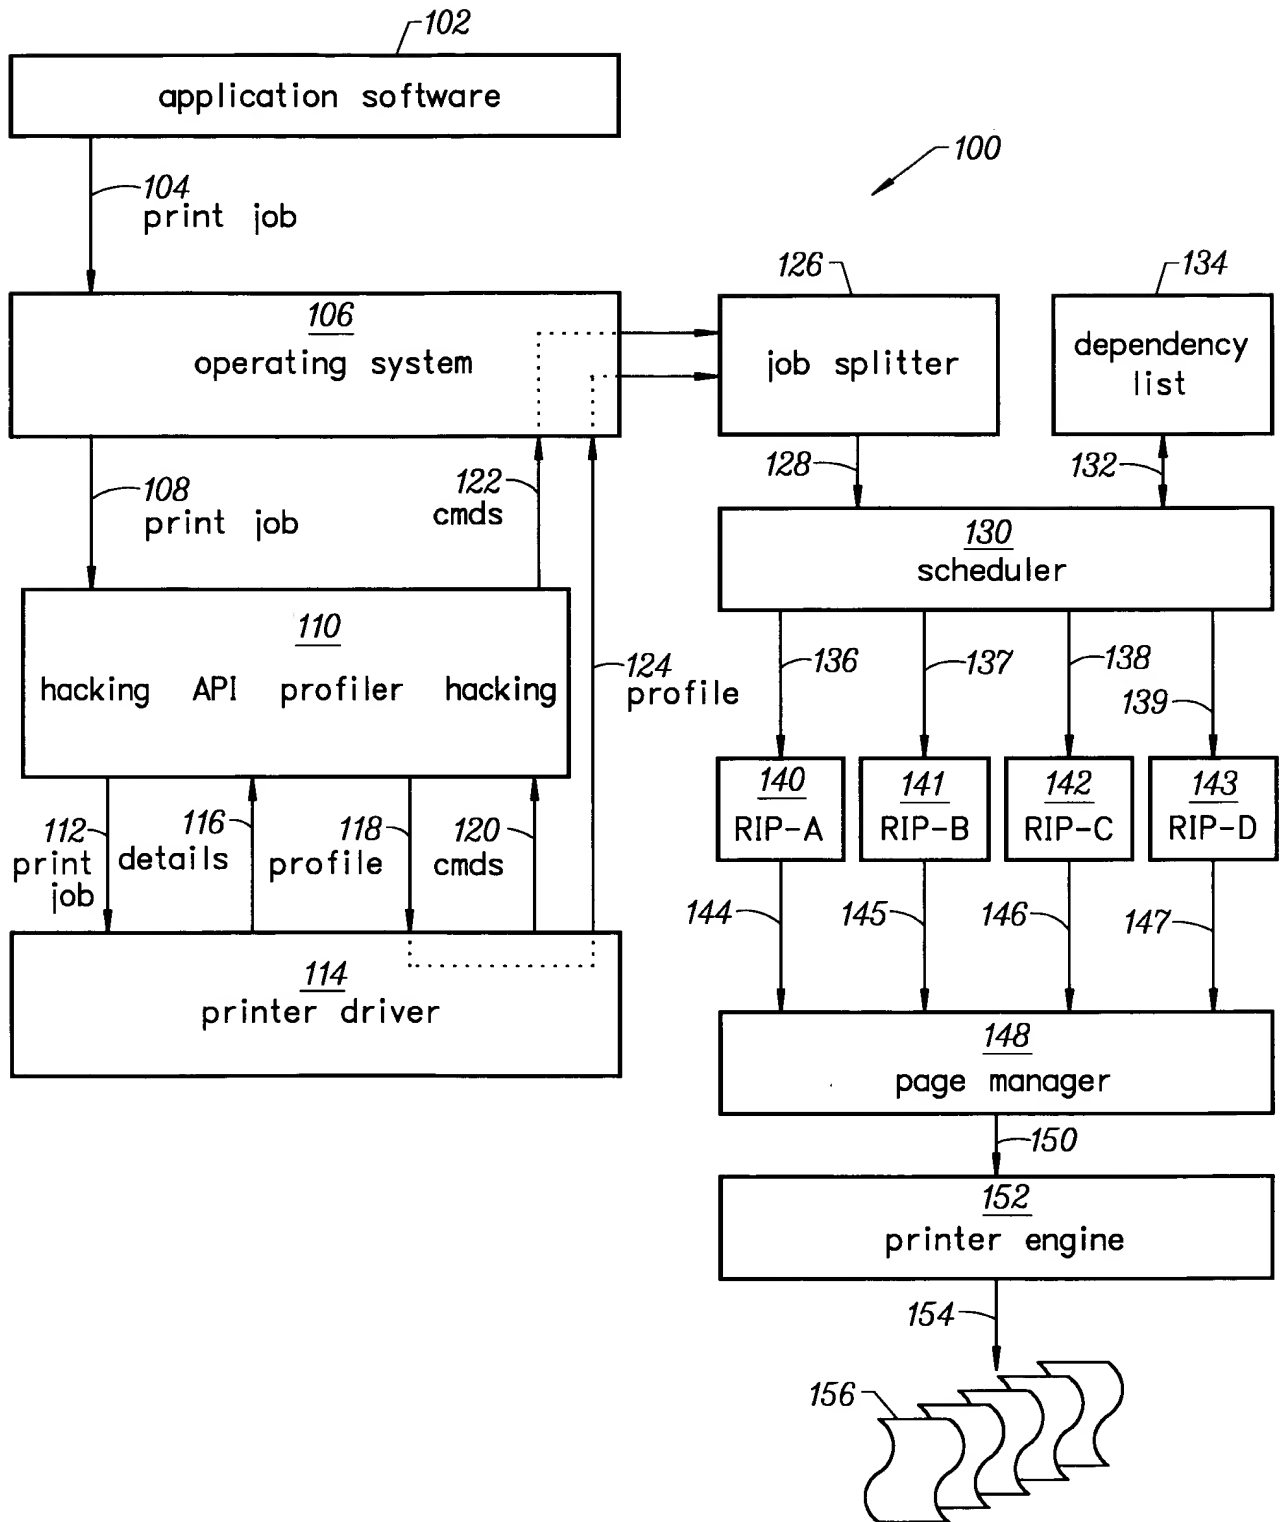 102
application software
100
104
print job
126
134
106
operating system
job splitter
dependency
list
108
print job
122
cmds
128
132
130
scheduler
110
hacking API profiler hacking
124
profile
136
137
138
139
112
print
job
116
details
118
profile
120
cmds
140
RIP-A
141
RIP-B
142
RIP-C
143
RIP-D
144
145
146
147
114
printer driver
148
page manager
150
152
printer engine
154
156